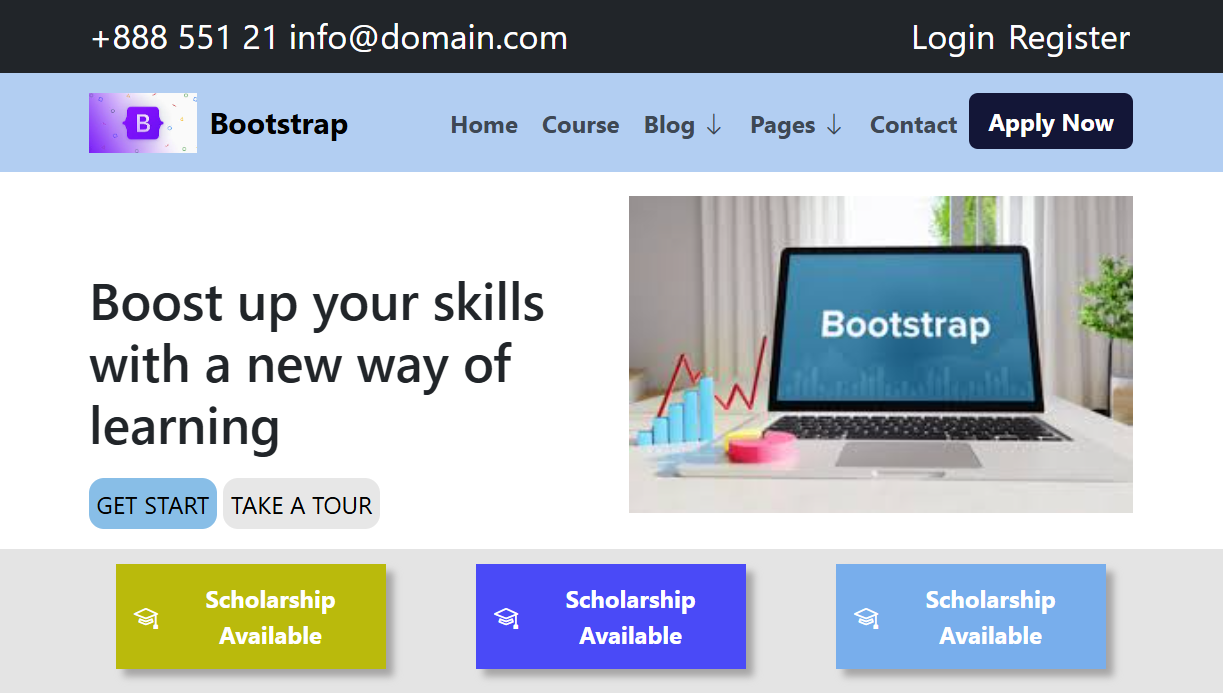 +888 551 21 info@domain.com Login Register
B Bootstrap Home Course Blog Pages Contact Apply Now
Bootstrap
Boost up your skills
with a new way of
learning
GET START TAKE A TOUR
Scholarship
Available
Scholarship
Available
Scholarship
Available